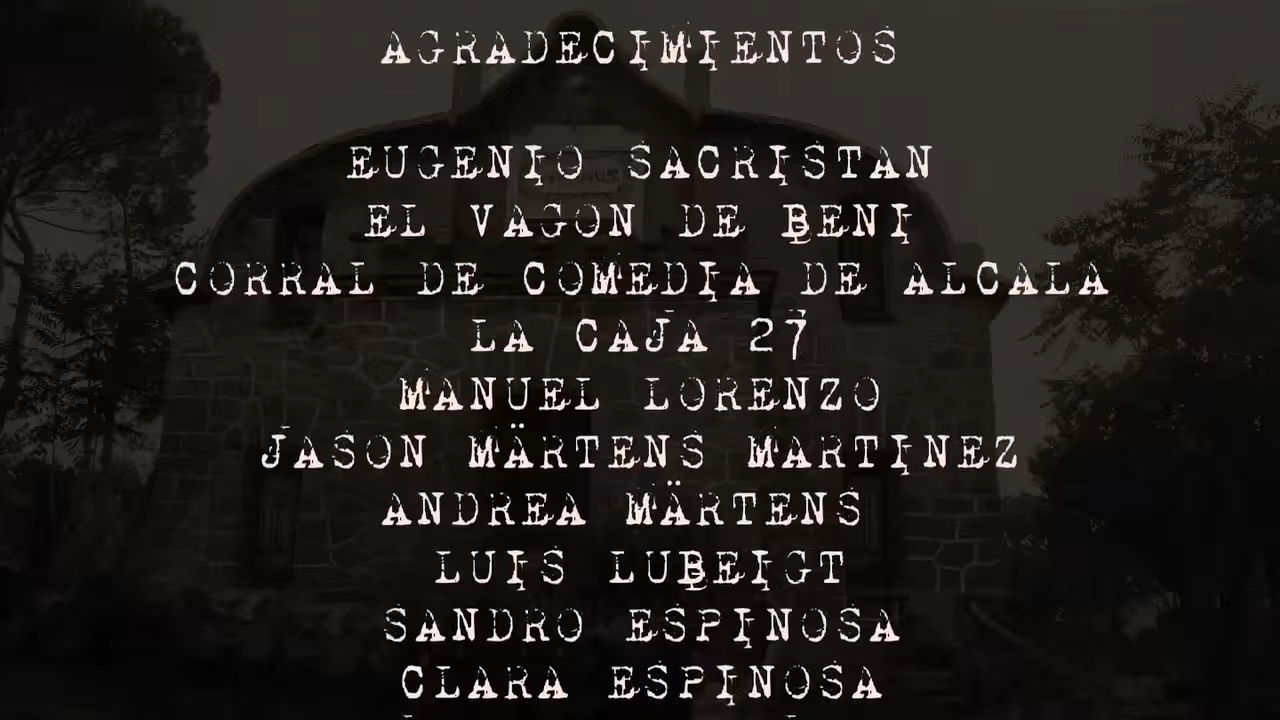 AGRADECIMIENTOS
EUGENIO SACRISTAN
EL VAGON DE BENI
CORRAL DE COMEDIA DE ALCALA
LA CAJA 27
MANUEL LORENZO
JASON MÄRTENS MARTINEZ
ANDREA MÄRTENS
LUIS LUBEIGT
SANDRO ESPINOSA
CLARA ESPINOSA